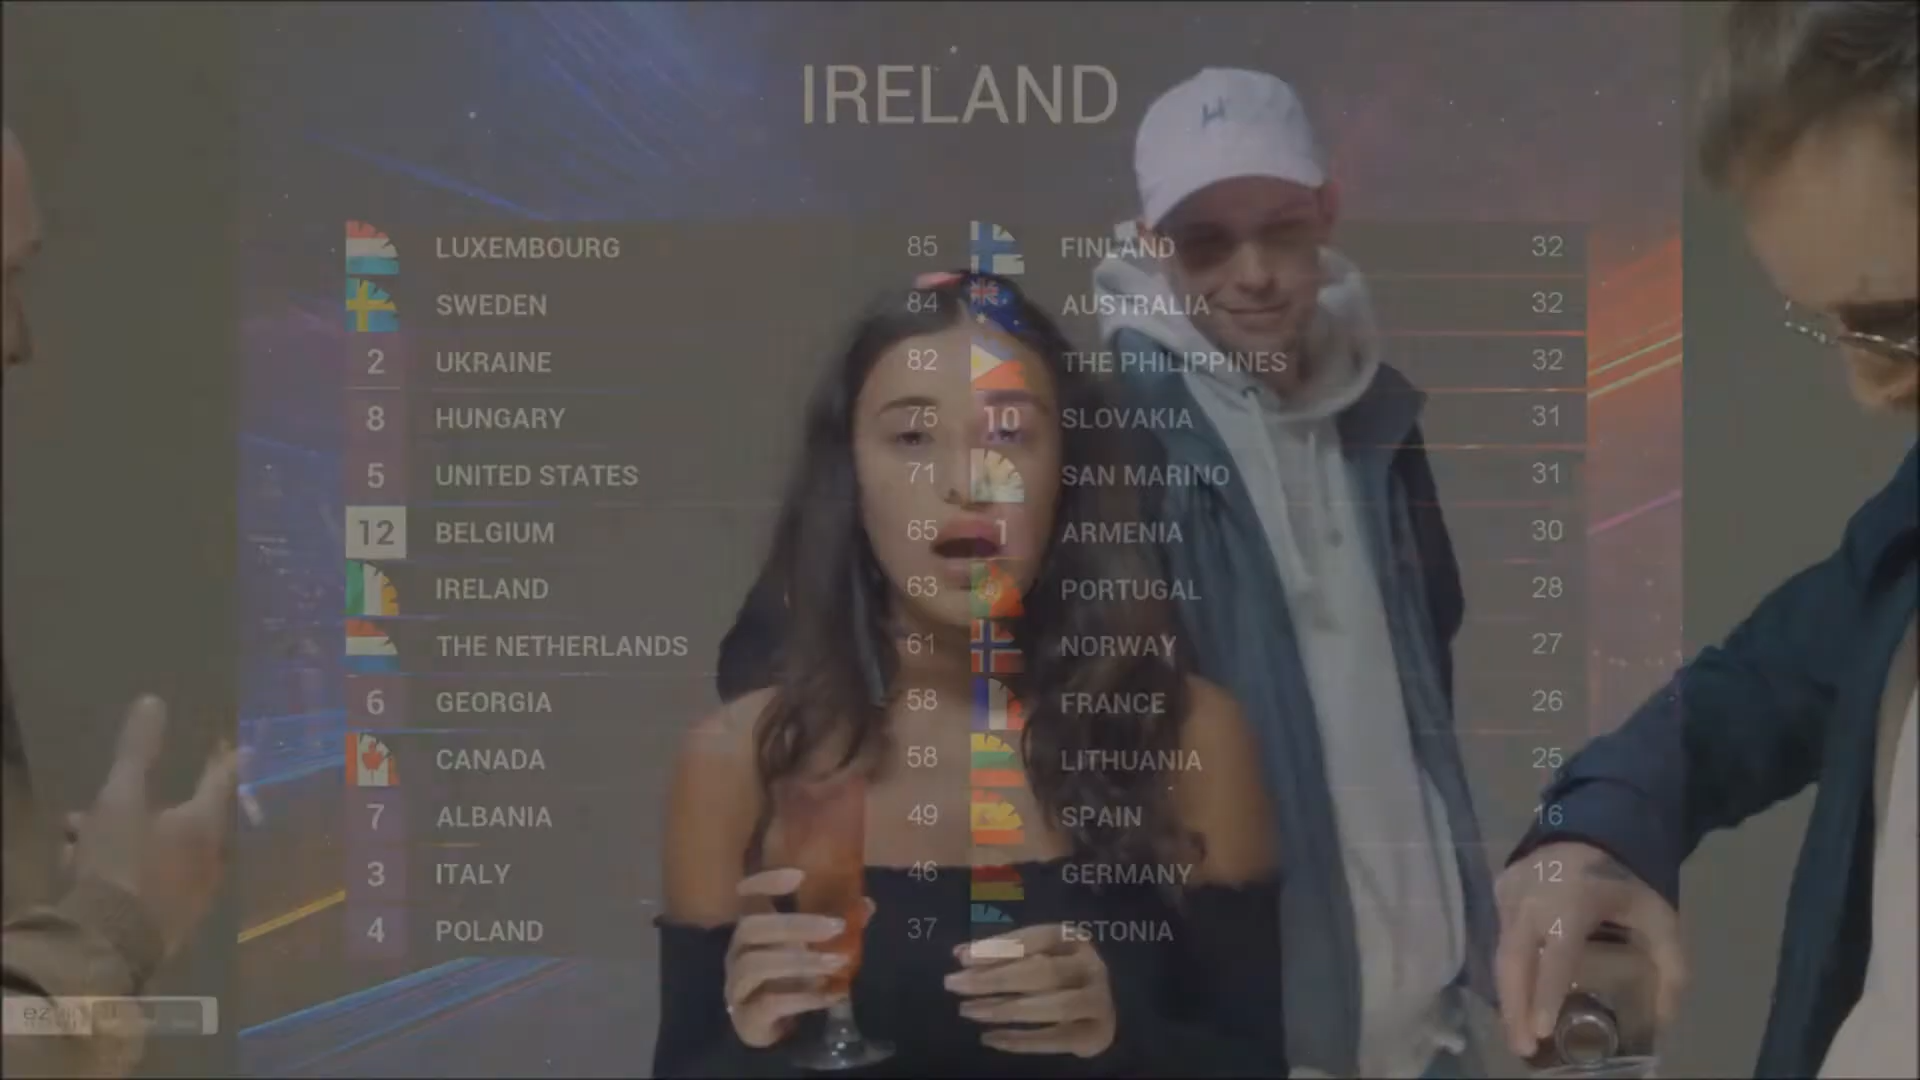 IRELAND
LUXEMBOURG 85
SWEDEN 84
2 UKRAINE 82
8 HUNGARY 75
5 UNITED STATES 71
12 BELGIUM 65
IRELAND 63
THE NETHERLANDS 61
6 GEORGIA 58
CANADA 58
7 ALBANIA 49
3 ITALY 46
4 POLAND 37
FINLAND 32
AUSTRALIA 32
THE PHILIPPINES 32
10 SLOVAKIA 31
SAN MARINO 31
1 ARMENIA 30
PORTUGAL 28
NORWAY 27
FRANCE 26
LITHUANIA 25
SPAIN 16
GERMANY 12
ESTONIA 4